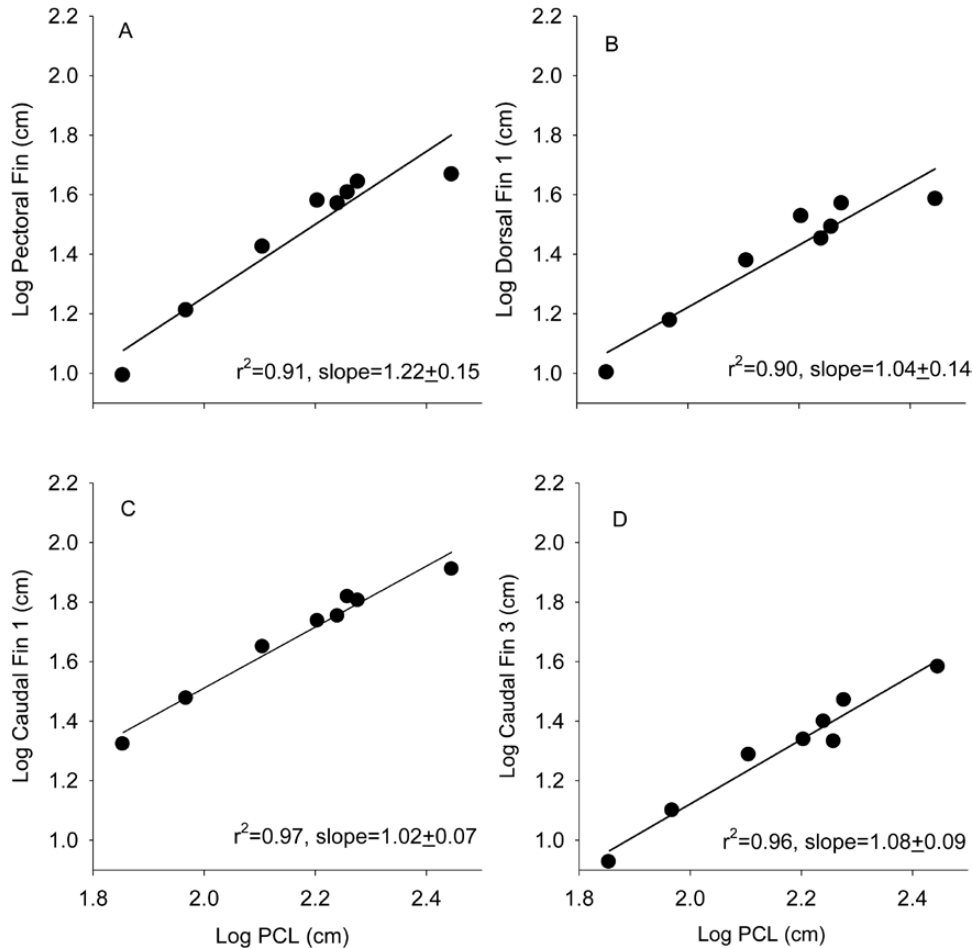 A
Log Pectoral Fin (cm)
2.2
2.0
1.8
1.6
1.4
1.2
1.0
r²=0.91, slope=1.22±0.15
B
Log Dorsal Fin 1 (cm)
2.2
2.0
1.8
1.6
1.4
1.2
1.0
r²=0.90, slope=1.04±0.14
C
Log Caudal Fin 1 (cm)
2.2
2.0
1.8
1.6
1.4
1.2
1.0
r²=0.97, slope=1.02±0.07
1.8 2.0 2.2 2.4
Log PCL (cm)
D
Log Caudal Fin 3 (cm)
2.2
2.0
1.8
1.6
1.4
1.2
1.0
r²=0.96, slope=1.08±0.09
1.8 2.0 2.2 2.4
Log PCL (cm)